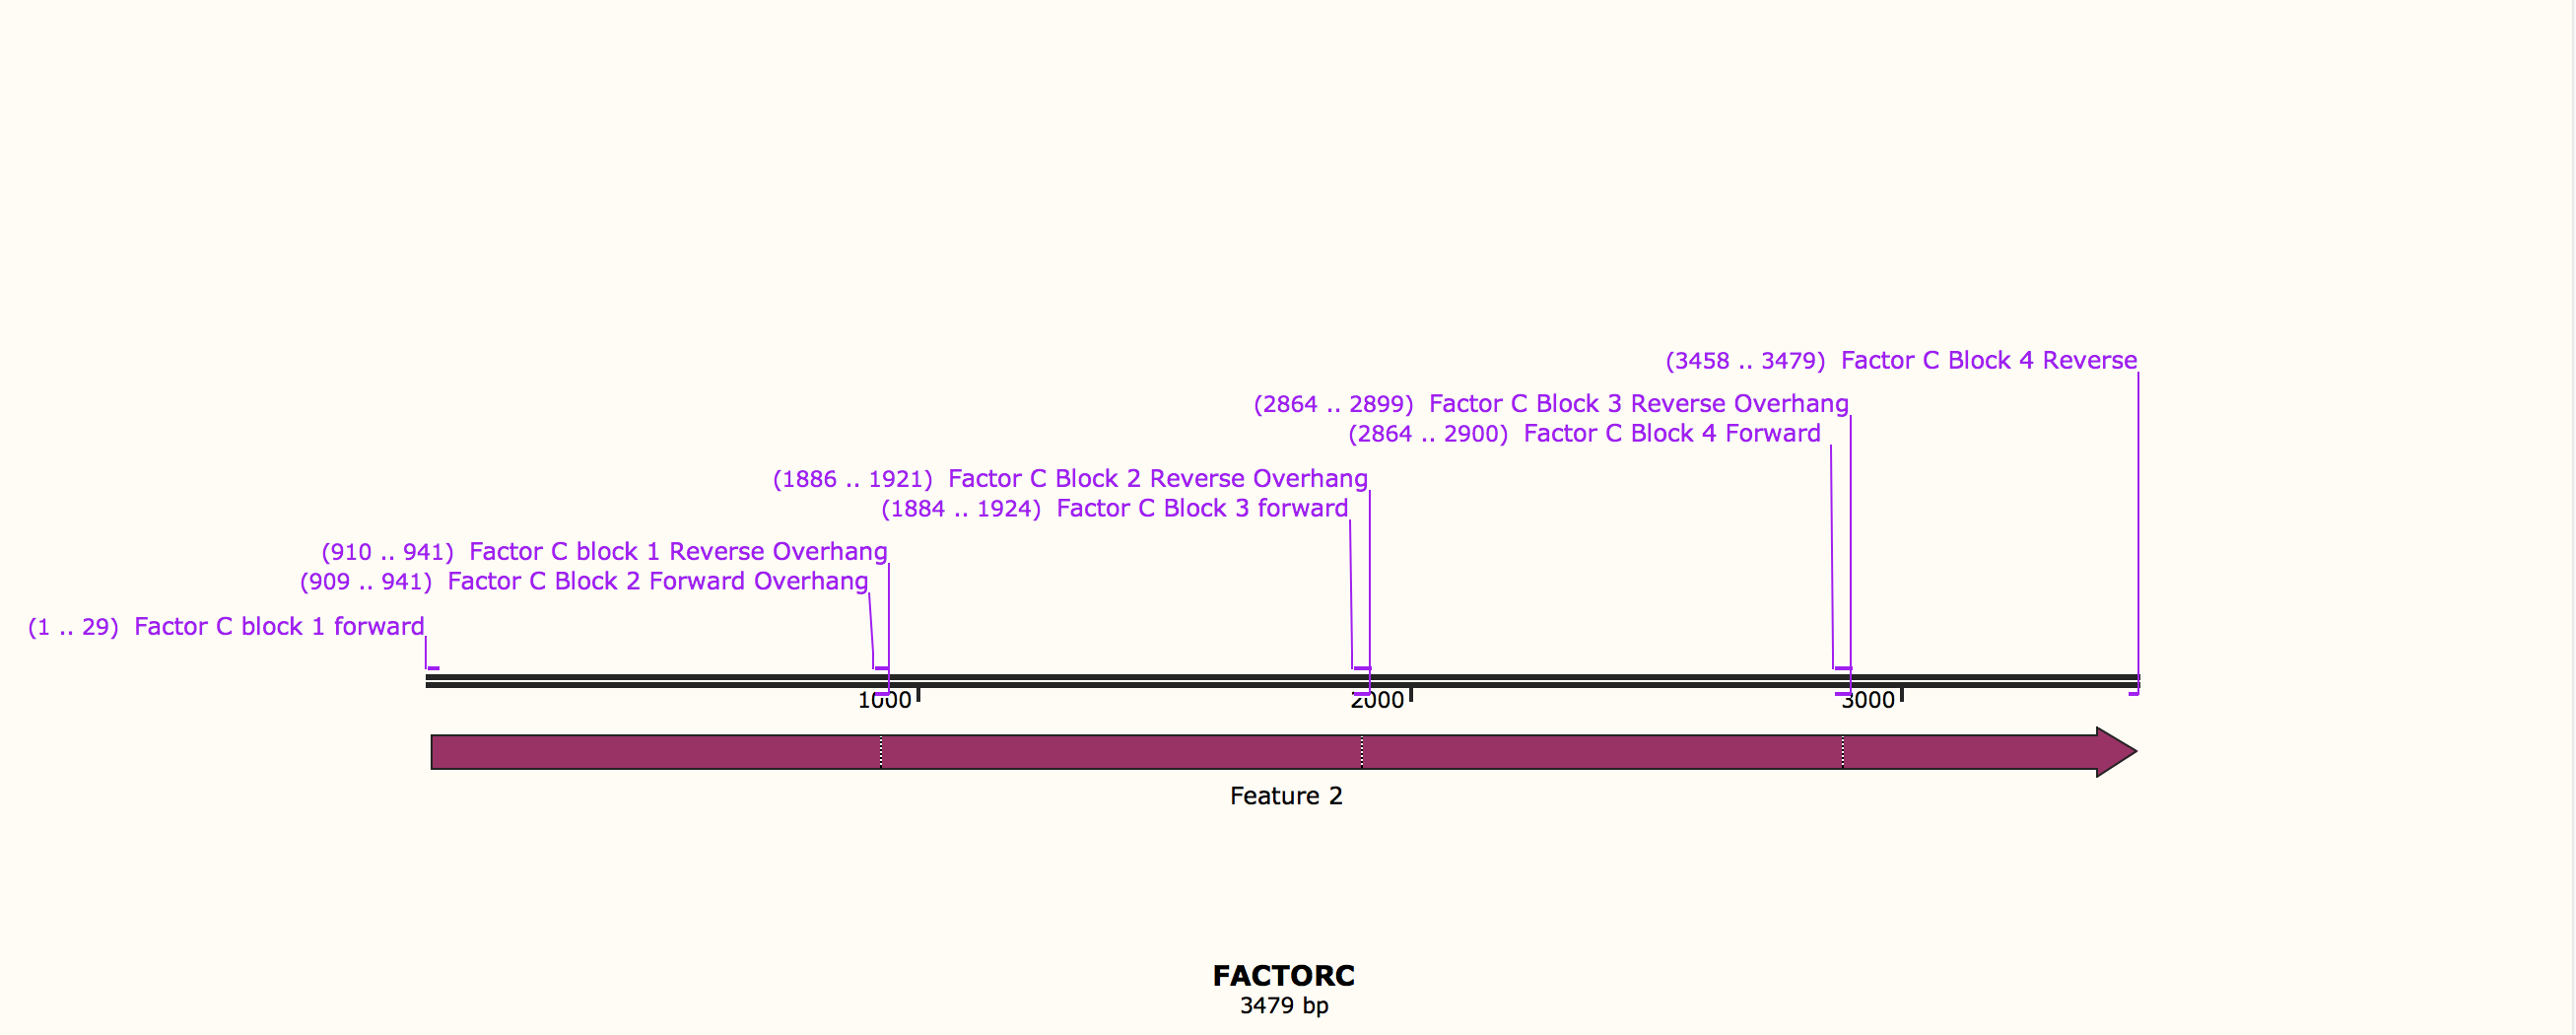 (3458 .. 3479)  Factor C Block 4 Reverse
(2864 .. 2899)  Factor C Block 3 Reverse Overhang
(2864 .. 2900)  Factor C Block 4 Forward
(1886 .. 1921)  Factor C Block 2 Reverse Overhang
(1884 .. 1924)  Factor C Block 3 forward
(910 .. 941)  Factor C block 1 Reverse Overhang
(909 .. 941)  Factor C Block 2 Forward Overhang
(1 .. 29)  Factor C block 1 forward
1000 2000 3000
Feature 2
FACTORC
3479 bp